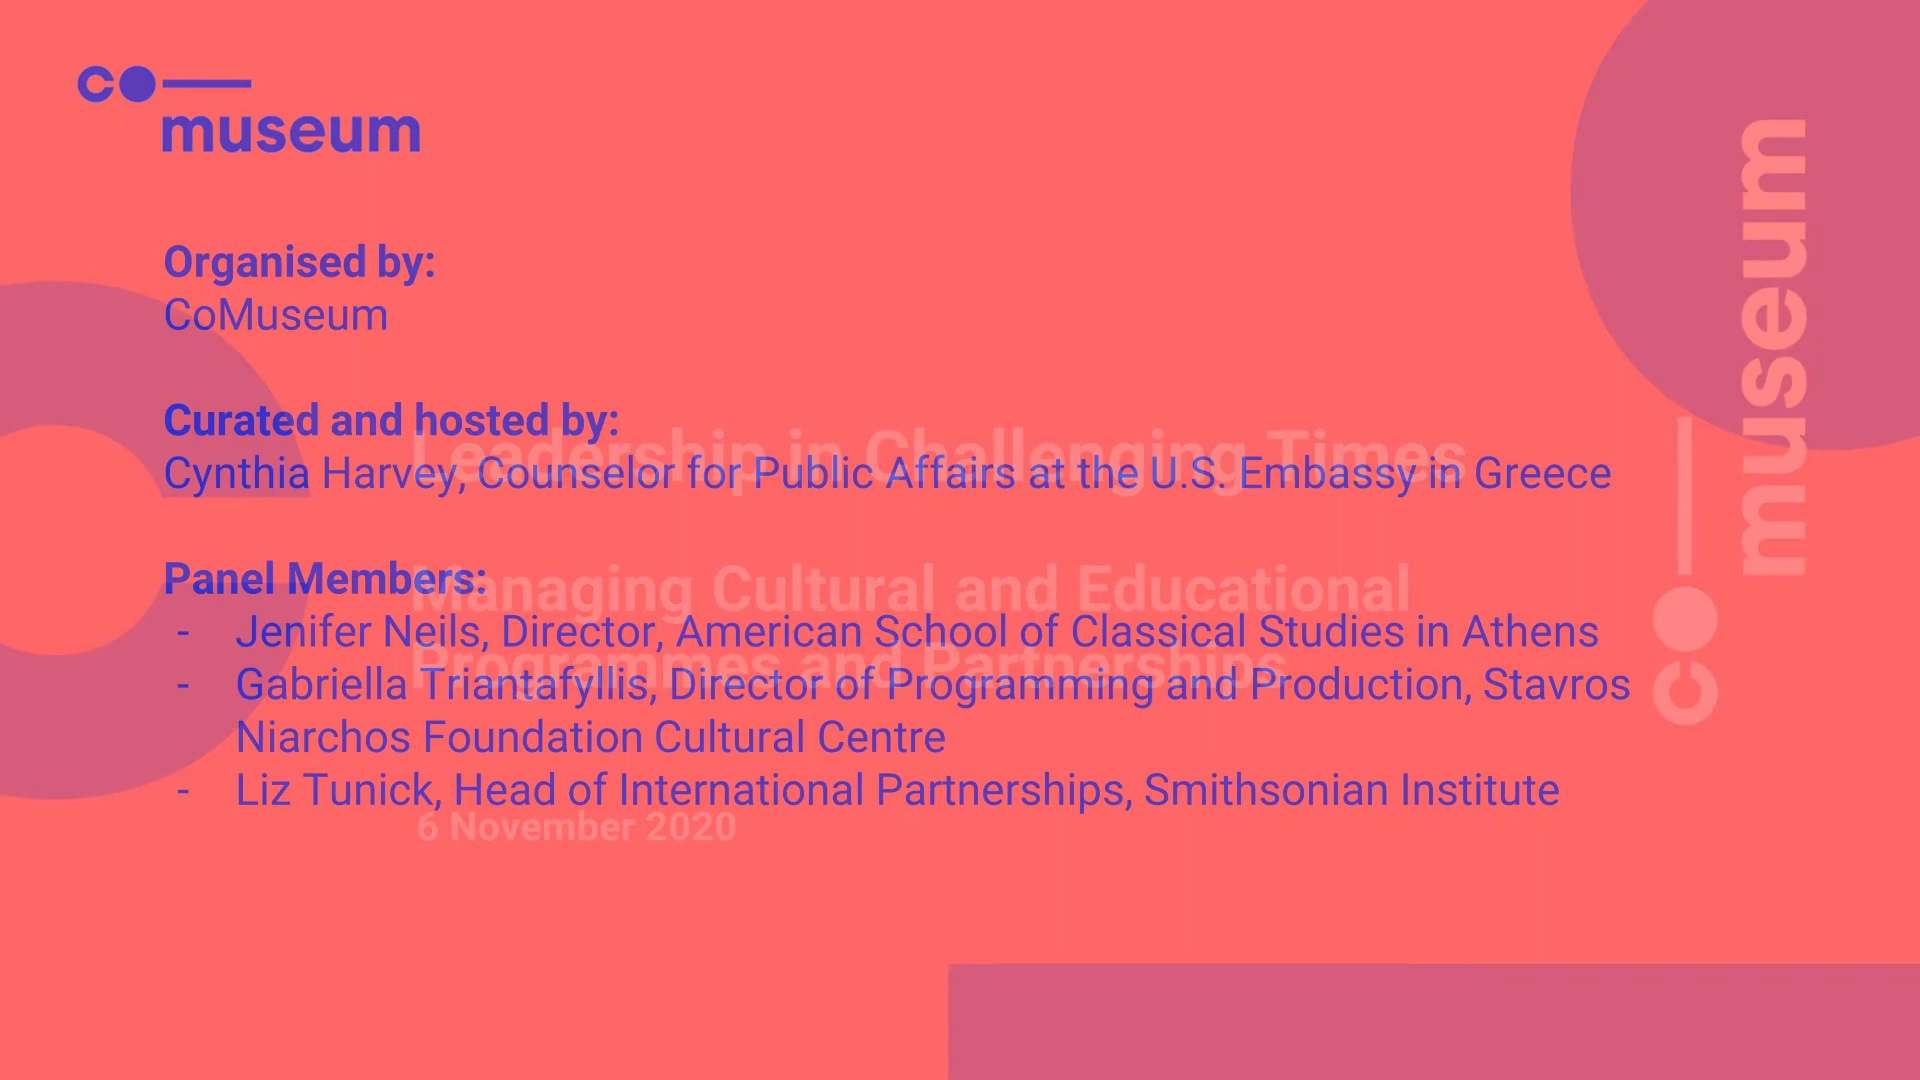 co
museum
Organised by:
CoMuseum
Curated and hosted by:
Cynthia Harvey, Counselor for Public Affairs at the U.S. Embassy in Greece
Panel Members:
- Jenifer Neils, Director, American School of Classical Studies in Athens
- Gabriella Triantafyllis, Director of Programming and Production, Stavros
Niarchos Foundation Cultural Centre
- Liz Tunick, Head of International Partnerships, Smithsonian Institute
Leadership in Challenging Times
Managing Cultural and Educational
Programmes and Partnerships
6 November 2020
co
museum